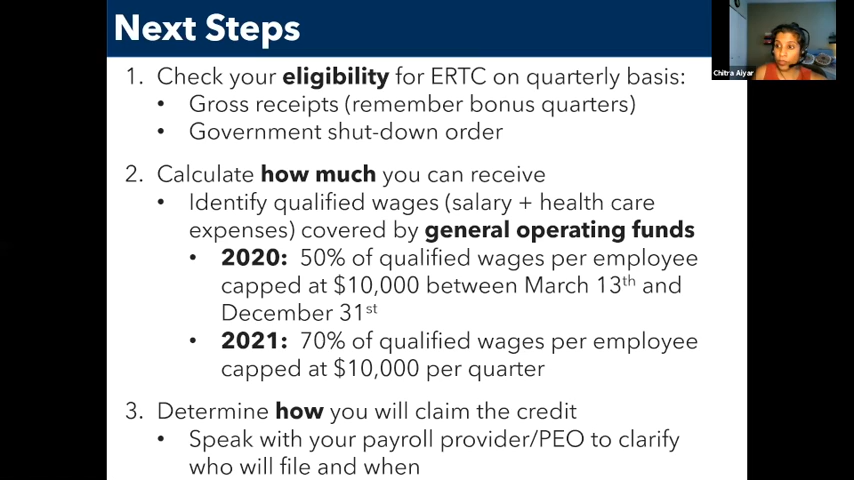 Next Steps
Chitra Aiyar
1. Check your eligibility for ERTC on quarterly basis:
• Gross receipts (remember bonus quarters)
• Government shut-down order
2. Calculate how much you can receive
• Identify qualified wages (salary + health care
expenses) covered by general operating funds
• 2020: 50% of qualified wages per employee
capped at $10,000 between March 13th and
December 31st
• 2021: 70% of qualified wages per employee
capped at $10,000 per quarter
3. Determine how you will claim the credit
• Speak with your payroll provider/PEO to clarify
who will file and when